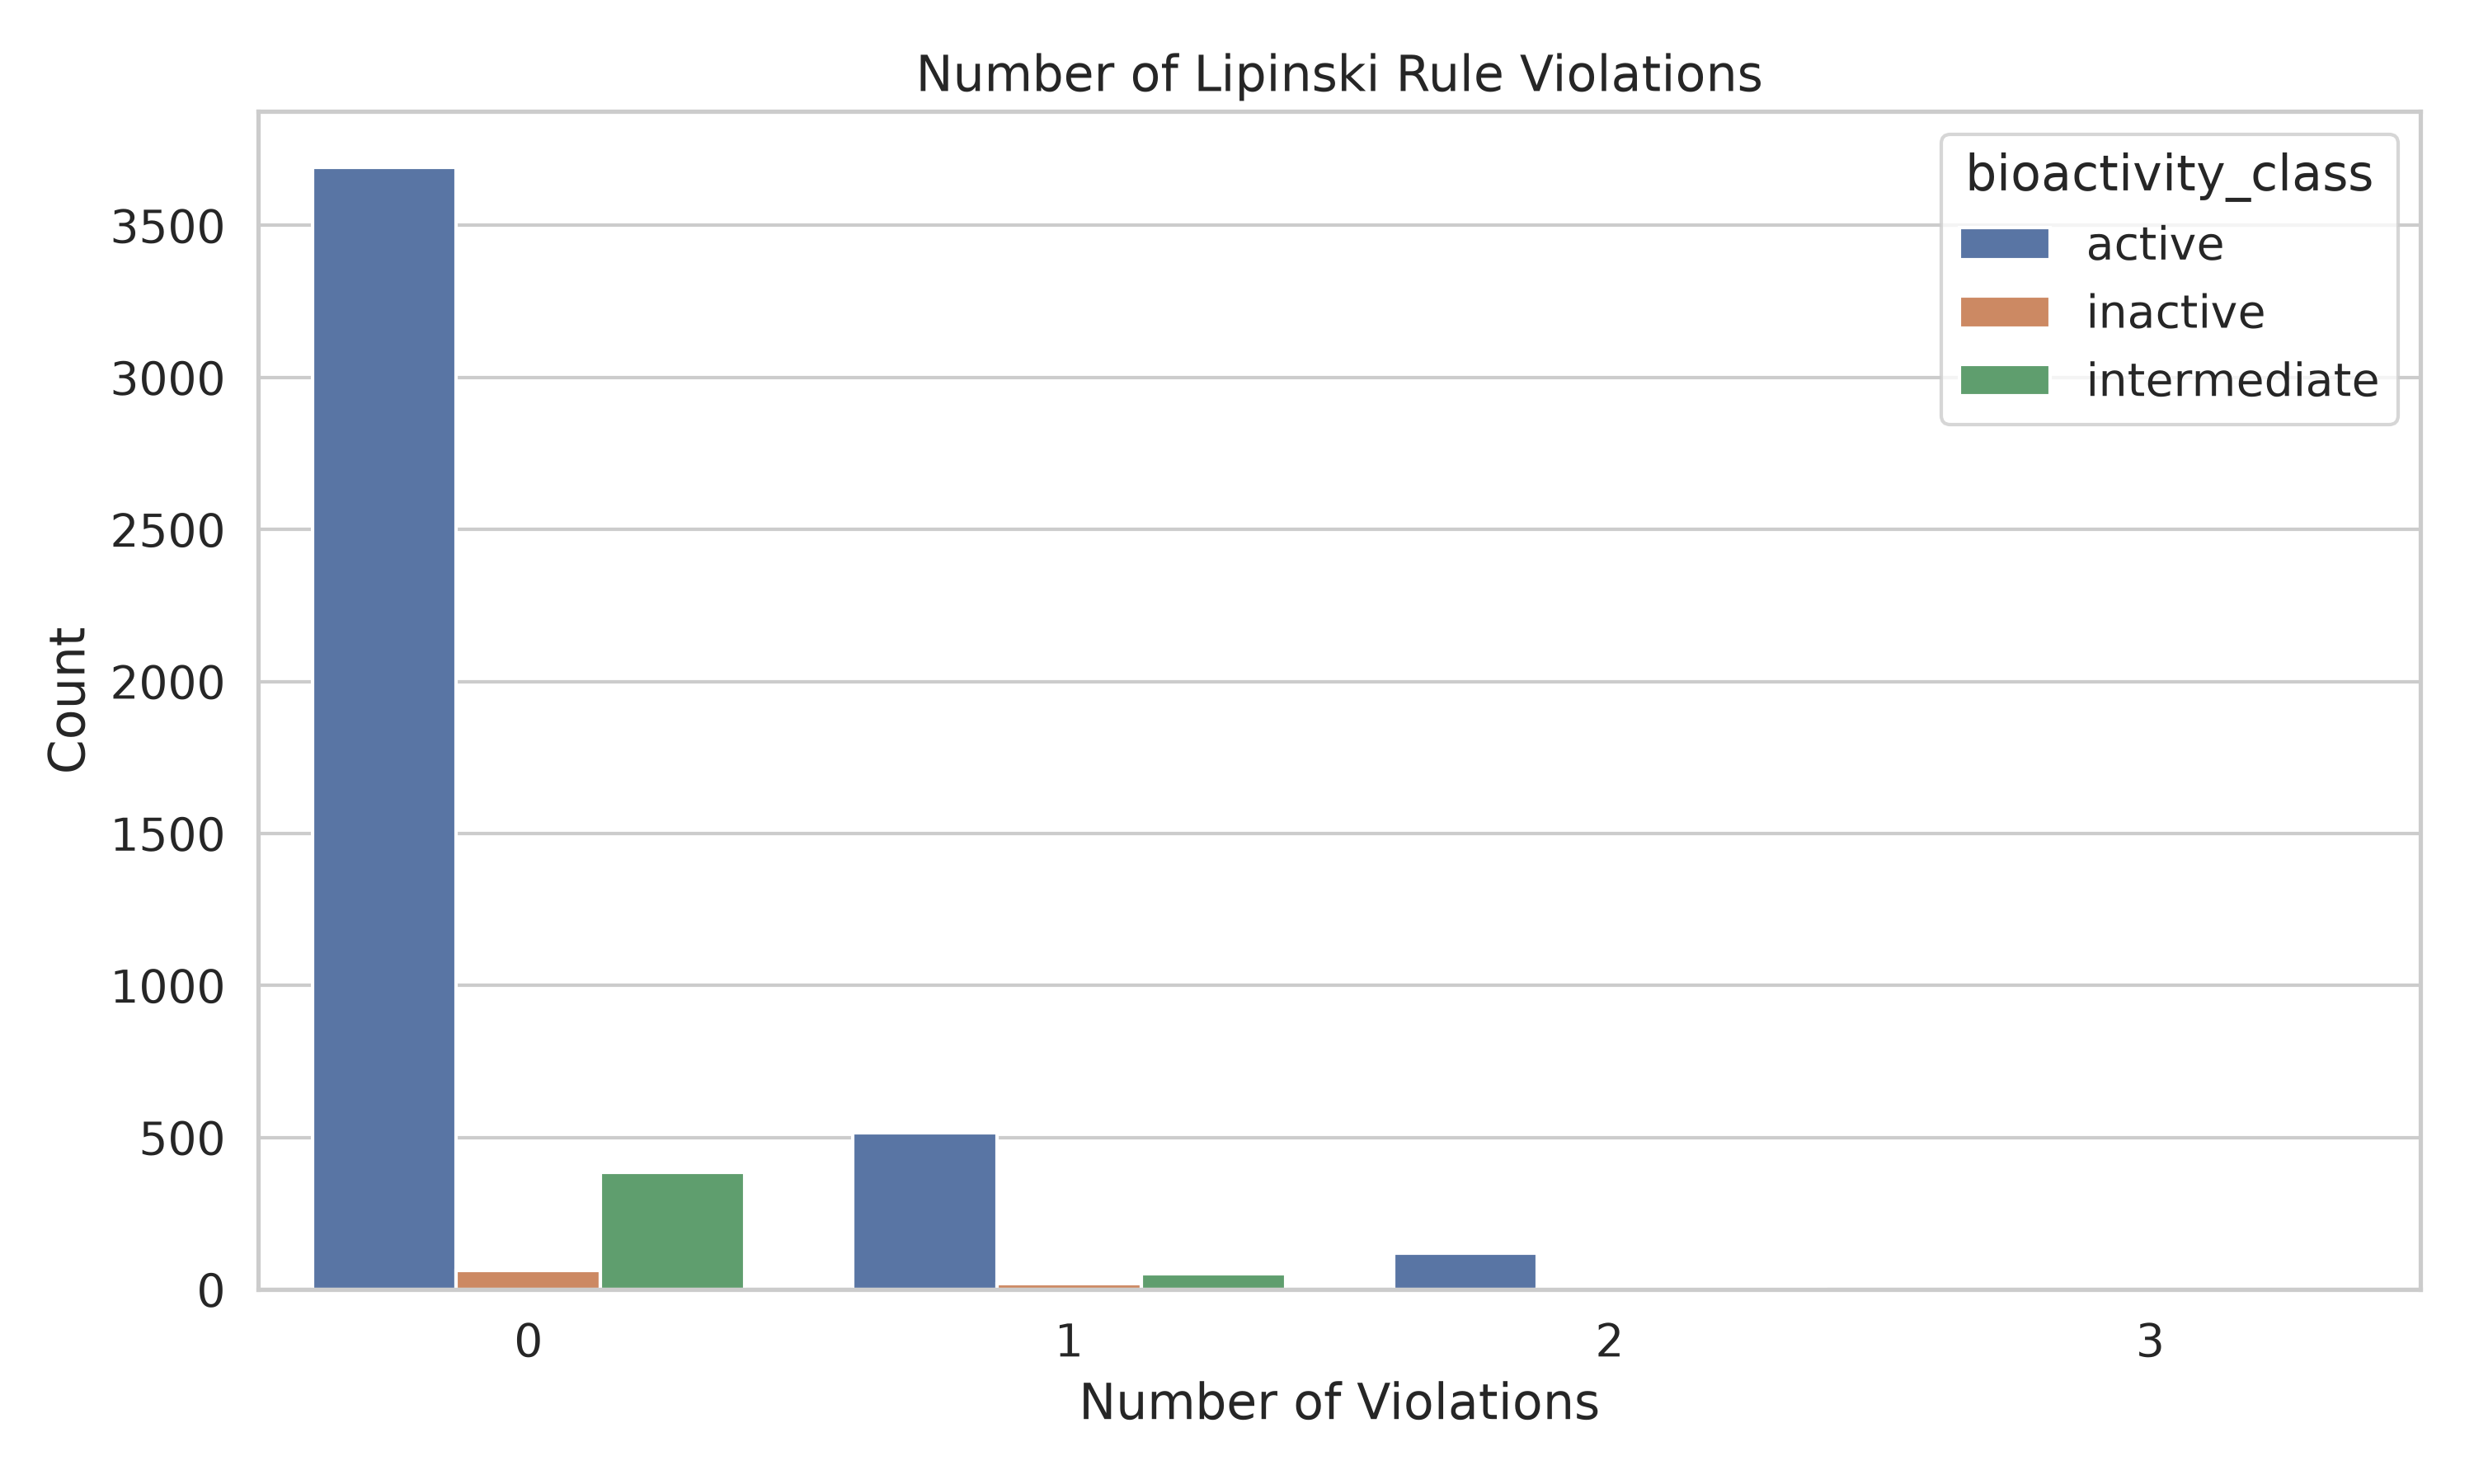 Number of Lipinski Rule Violations
bioactivity_class
active
inactive
intermediate
Count
3500
3000
2500
2000
1500
1000
500
0
0 1 2 3
Number of Violations